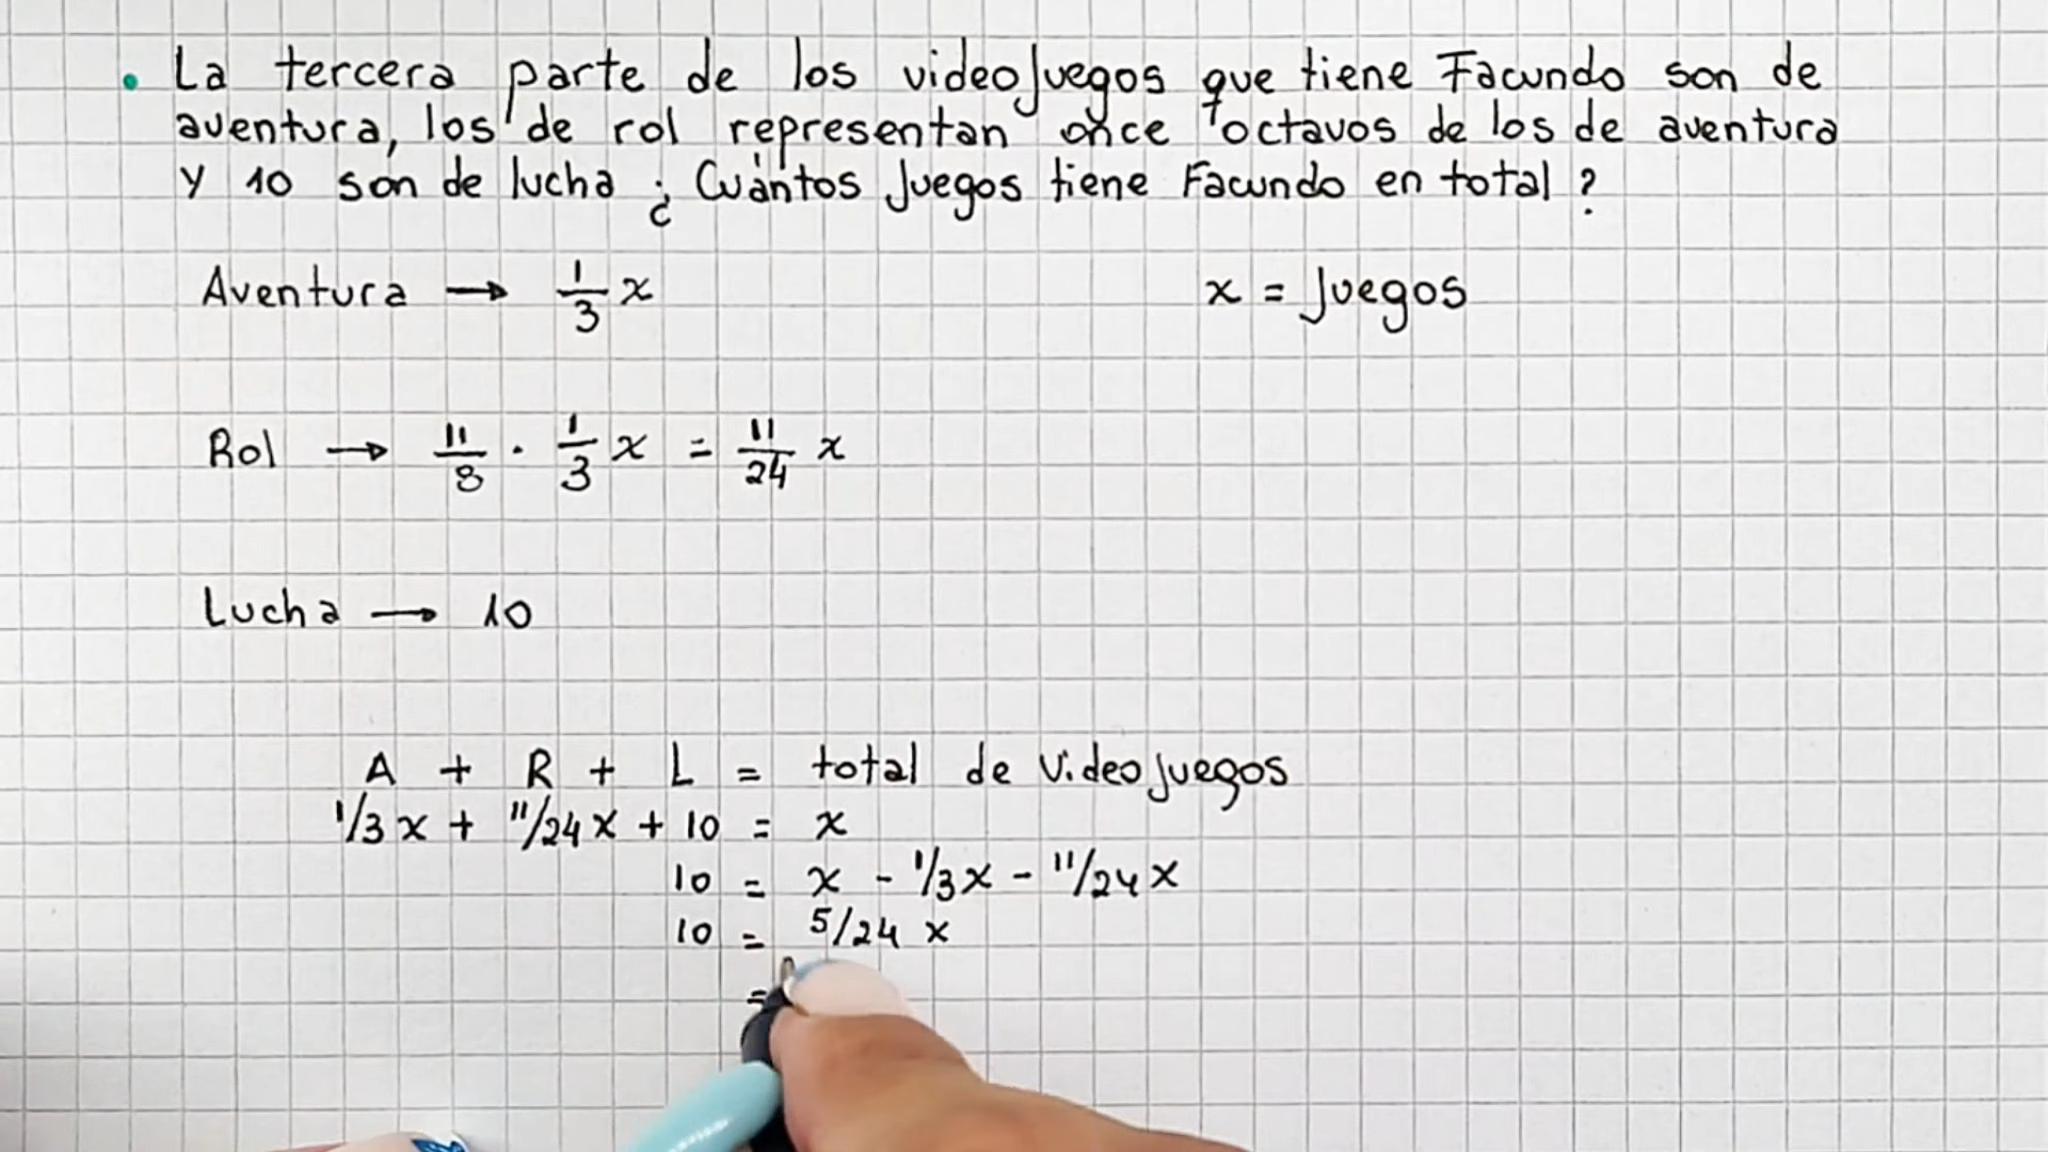 • La tercera parte de los videojuegos que tiene Facundo son de
aventura, los de rol representan once octavos de los de aventura
y 10 son de lucha ¿Cuántos juegos tiene Facundo en total?
Aventura → 1/3 x
x = juegos
Rol → 11/8 · 1/3 x = 11/24 x
Lucha → 10
A + R + L = total de videojuegos
1/3 x + 11/24 x + 10 = x
10 = x - 1/3 x - 11/24 x
10 = 5/24 x
=